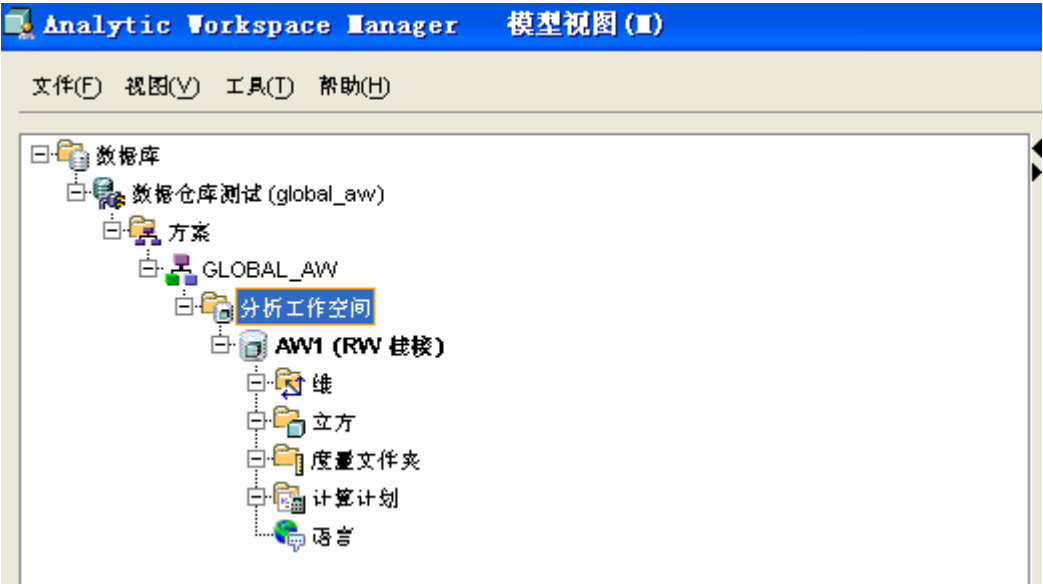 Analytic Workspace Manager 模型视图(M)
文件(F) 视图(V) 工具(T) 帮助(H)
数据库
数据仓库测试 (global_aw)
方案
GLOBAL_AW
分析工作空间
AW1 (RW 挂接)
维
立方
度量文件夹
计算计划
语言